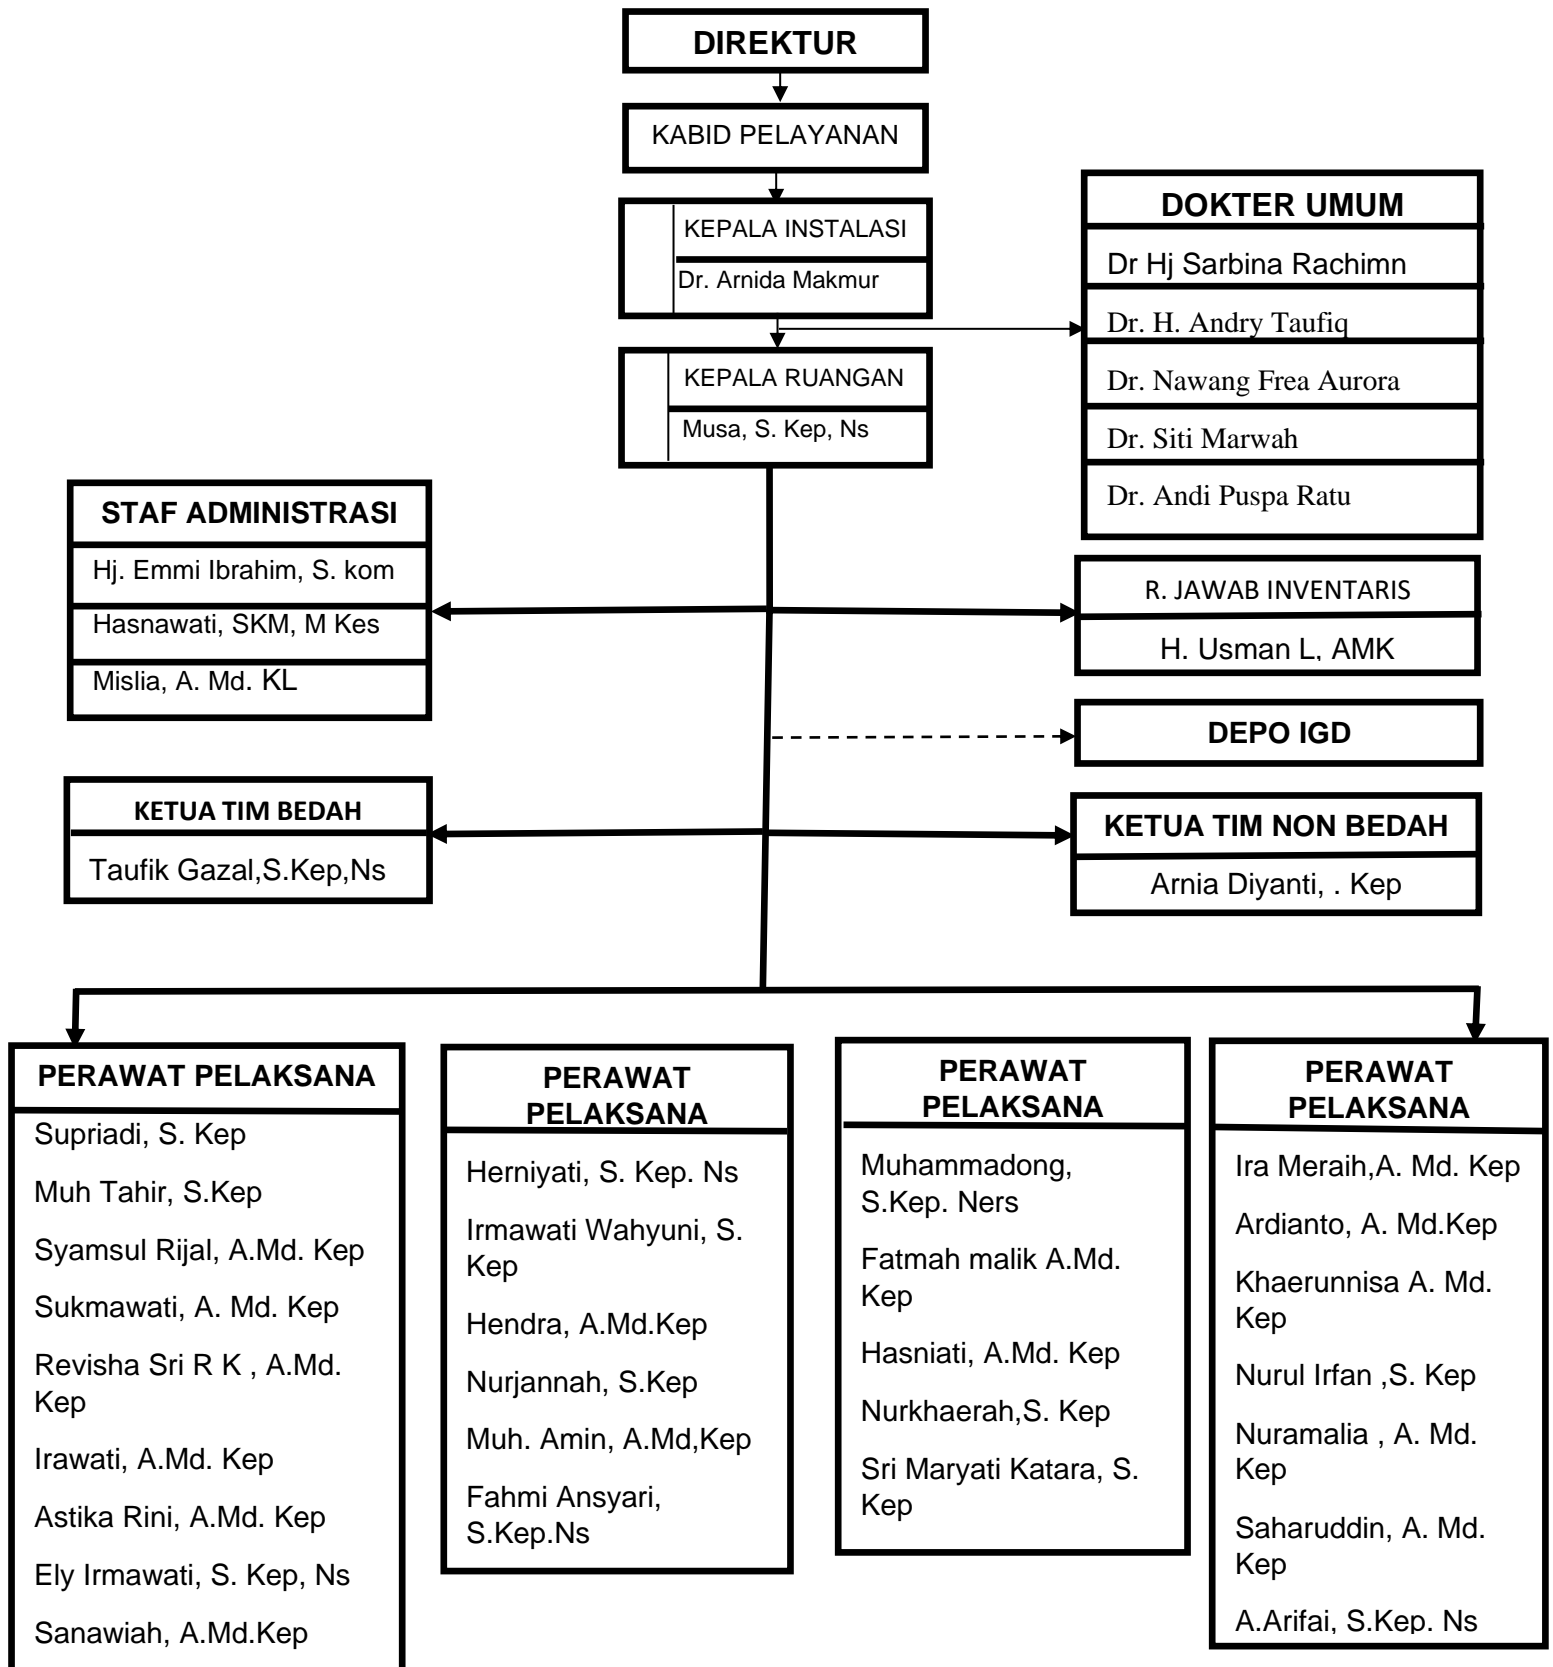 DIREKTUR
KABID PELAYANAN
KEPALA INSTALASI
Dr. Arnida Makmur
DOKTER UMUM
Dr Hj Sarbina Rachimn
Dr. H. Andry Taufiq
Dr. Nawang Frea Aurora
Dr. Siti Marwah
Dr. Andi Puspa Ratu
KEPALA RUANGAN
Musa, S. Kep, Ns
STAF ADMINISTRASI
Hj. Emmi Ibrahim, S. kom
Hasnawati, SKM, M Kes
Mislia, A. Md. KL
R. JAWAB INVENTARIS
H. Usman L, AMK
DEPO IGD
KETUA TIM BEDAH
Taufik Gazal,S.Kep,Ns
KETUA TIM NON BEDAH
Arnia Diyanti, . Kep
PERAWAT PELAKSANA
Supriadi, S. Kep
Muh Tahir, S.Kep
Syamsul Rijal, A.Md. Kep
Sukmawati, A. Md. Kep
Revisha Sri R K , A.Md.
Kep
Irawati, A.Md. Kep
Astika Rini, A.Md. Kep
Ely Irmawati, S. Kep, Ns
Sanawiah, A.Md.Kep
PERAWAT
PELAKSANA
Herniyati, S. Kep. Ns
Irmawati Wahyuni, S.
Kep
Hendra, A.Md.Kep
Nurjannah, S.Kep
Muh. Amin, A.Md,Kep
Fahmi Ansyari,
S.Kep.Ns
PERAWAT
PELAKSANA
Muhammadong,
S.Kep. Ners
Fatmah malik A.Md.
Kep
Hasniati, A.Md. Kep
Nurkhaerah,S. Kep
Sri Maryati Katara, S.
Kep
PERAWAT
PELAKSANA
Ira Meraih,A. Md. Kep
Ardianto, A. Md.Kep
Khaerunnisa A. Md.
Kep
Nurul Irfan ,S. Kep
Nuramalia , A. Md.
Kep
Saharuddin, A. Md.
Kep
A.Arifai, S.Kep. Ns